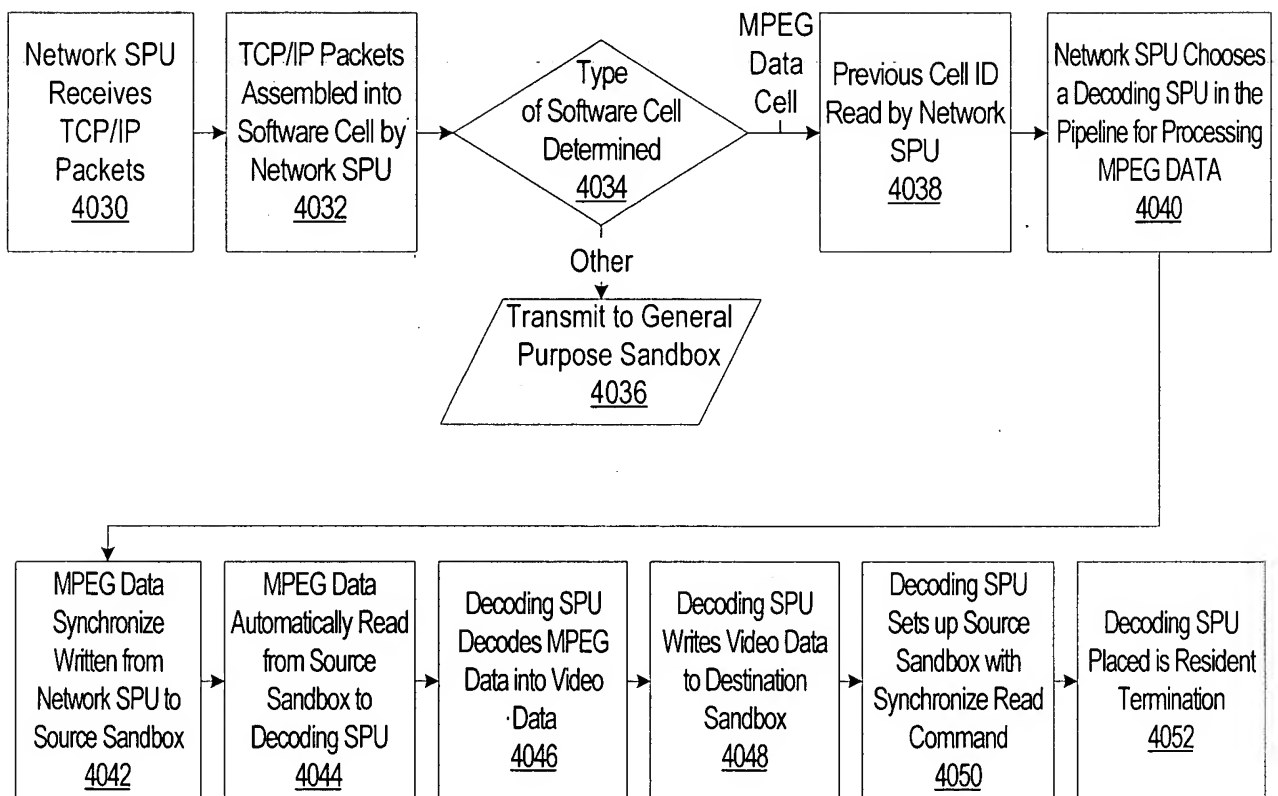 Network SPU
Receives
TCP/IP
Packets
4030
TCP/IP Packets
Assembled into
Software Cell by
Network SPU
4032
Type
of Software Cell
Determined
4034
MPEG
Data
Cell
Other
Transmit to General
Purpose Sandbox
4036
Previous Cell ID
Read by Network
SPU
4038
Network SPU Chooses
a Decoding SPU in the
Pipeline for Processing
MPEG DATA
4040
MPEG Data
Synchronize
Written from
Network SPU to
Source Sandbox
4042
MPEG Data
Automatically Read
from Source
Sandbox to
Decoding SPU
4044
Decoding SPU
Decodes MPEG
Data into Video
Data
4046
Decoding SPU
Writes Video Data
to Destination
Sandbox
4048
Decoding SPU
Sets up Source
Sandbox with
Synchronize Read
Command
4050
Decoding SPU
Placed is Resident
Termination
4052